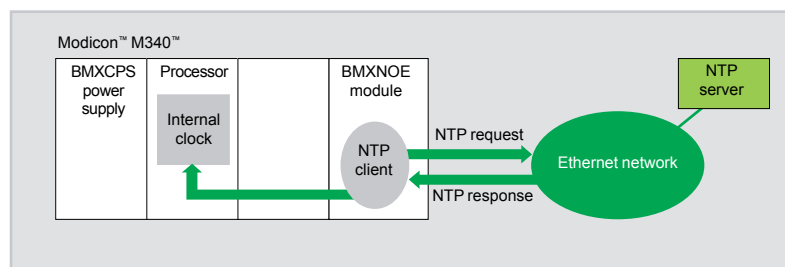 Modicon™ M340™
BMXCPS
power
supply
Processor
BMXNOE
module
NTP
server
Internal
clock
NTP
client
NTP request
NTP response
Ethernet network